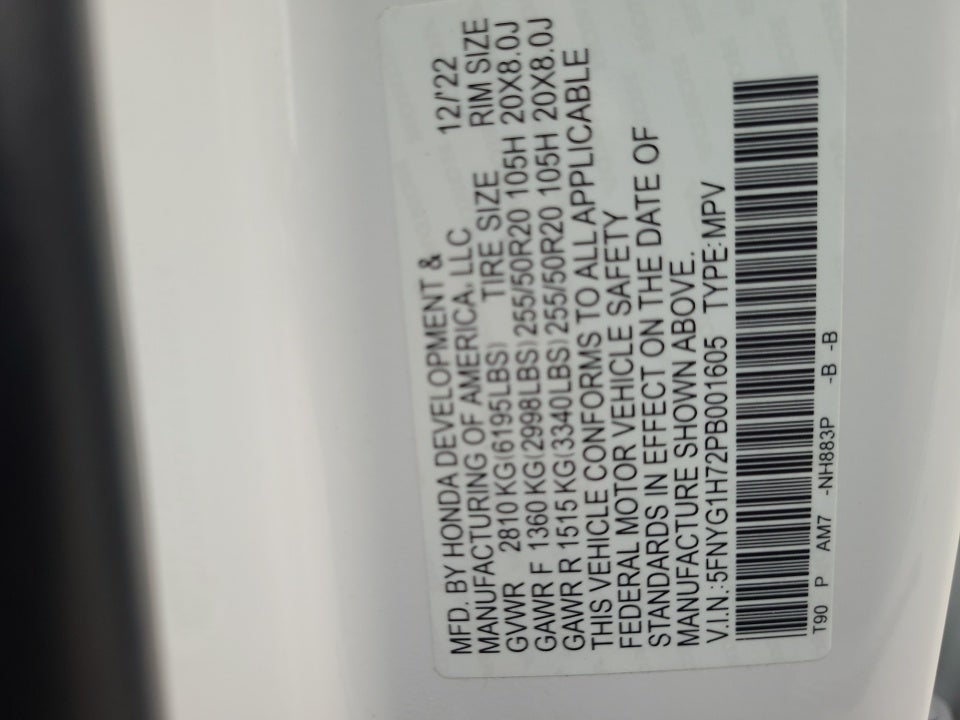 MFD. BY HONDA DEVELOPMENT &
MANUFACTURING OF AMERICA, LLC 12/'22
GVWR 2810 KG(6195LBS) TIRE SIZE RIM SIZE
GAWR F 1360 KG(2998LBS) 255/50R20 105H 20X8.0J
GAWR R 1515 KG(3340LBS) 255/50R20 105H 20X8.0J
THIS VEHICLE CONFORMS TO ALL APPLICABLE
FEDERAL MOTOR VEHICLE SAFETY
STANDARDS IN EFFECT ON THE DATE OF
MANUFACTURE SHOWN ABOVE.
V.I.N.:5FNYG1H72PB001605 TYPE:MPV
T90 P AM7 -NH883P -B -B